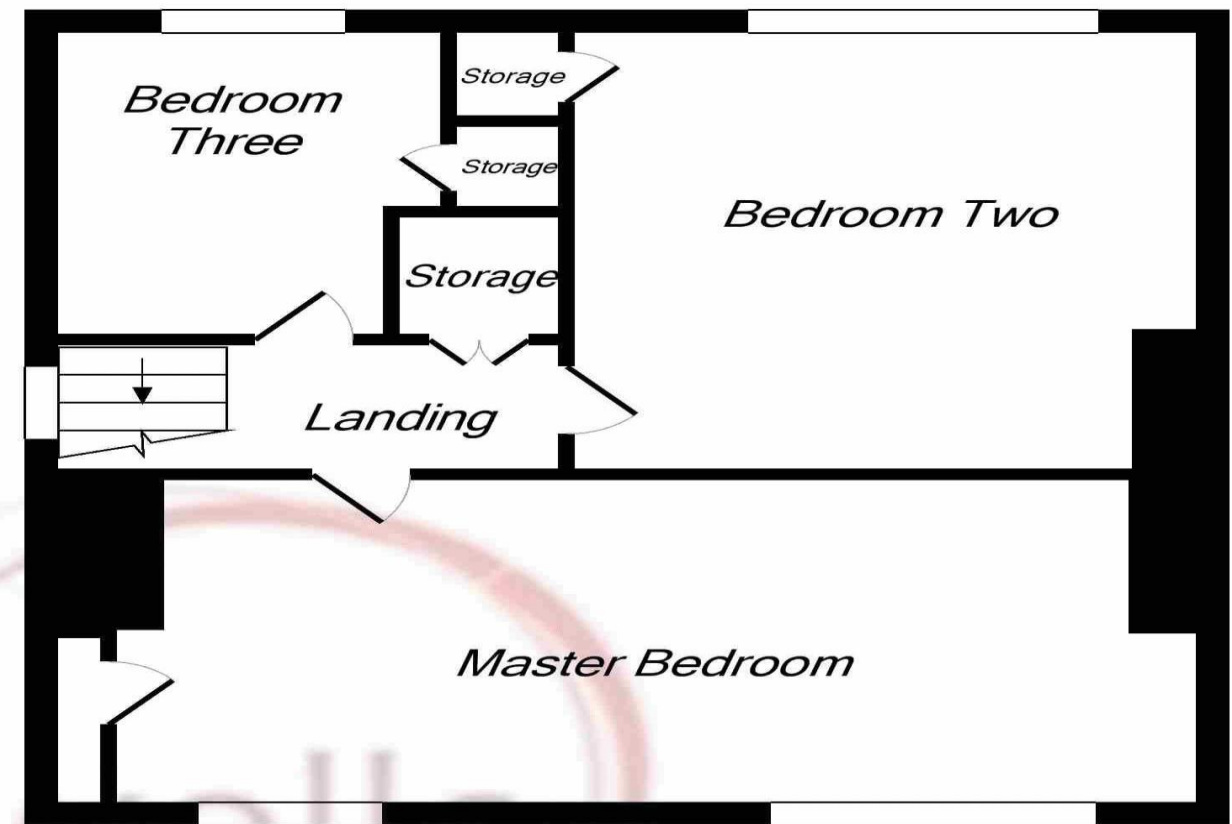 Bedroom
Three
Storage
Storage
Bedroom Two
Storage
Landing
Master Bedroom